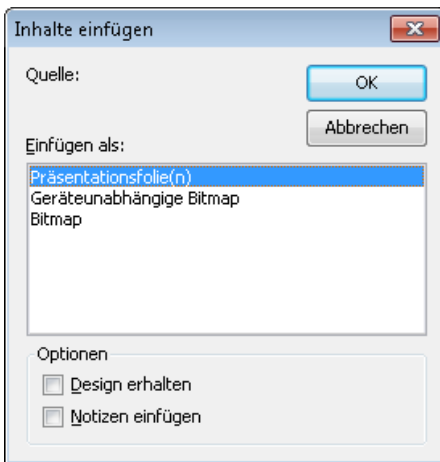 Inhalte einfügen
Quelle:
OK
Abbrechen
Einfügen als:
Präsentationsfolie(n)
Geräteunabhängige Bitmap
Bitmap
Optionen
Design erhalten
Notizen einfügen